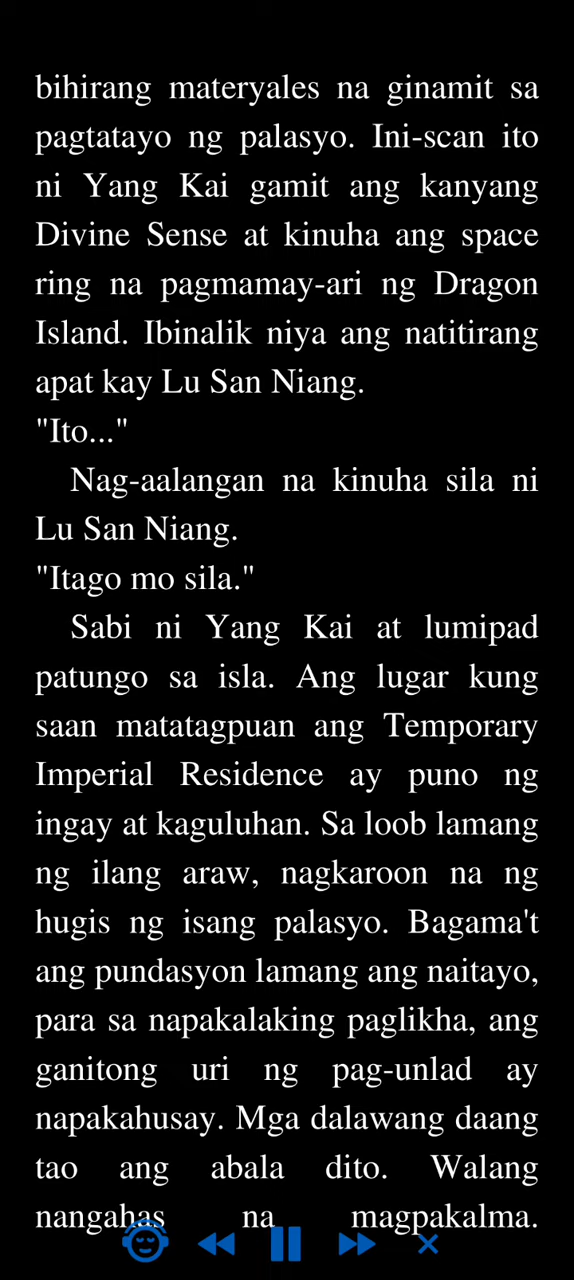 bihirang materyales na ginamit sa
pagtatayo ng palasyo. Ini-scan ito
ni Yang Kai gamit ang kanyang
Divine Sense at kinuha ang space
ring na pagmamay-ari ng Dragon
Island. Ibinalik niya ang natitirang
apat kay Lu San Niang.
"Ito..."
Nag-aalangan na kinuha sila ni
Lu San Niang.
"Itago mo sila."
Sabi ni Yang Kai at lumipad
patungo sa isla. Ang lugar kung
saan matatagpuan ang Temporary
Imperial Residence ay puno ng
ingay at kaguluhan. Sa loob lamang
ng ilang araw, nagkaroon na ng
hugis ng isang palasyo. Bagama't
ang pundasyon lamang ang naitayo,
para sa napakalaking paglikha, ang
ganitong uri ng pag-unlad ay
napakahusay. Mga dalawang daang
tao ang abala dito. Walang
nangahas na magpakalma.